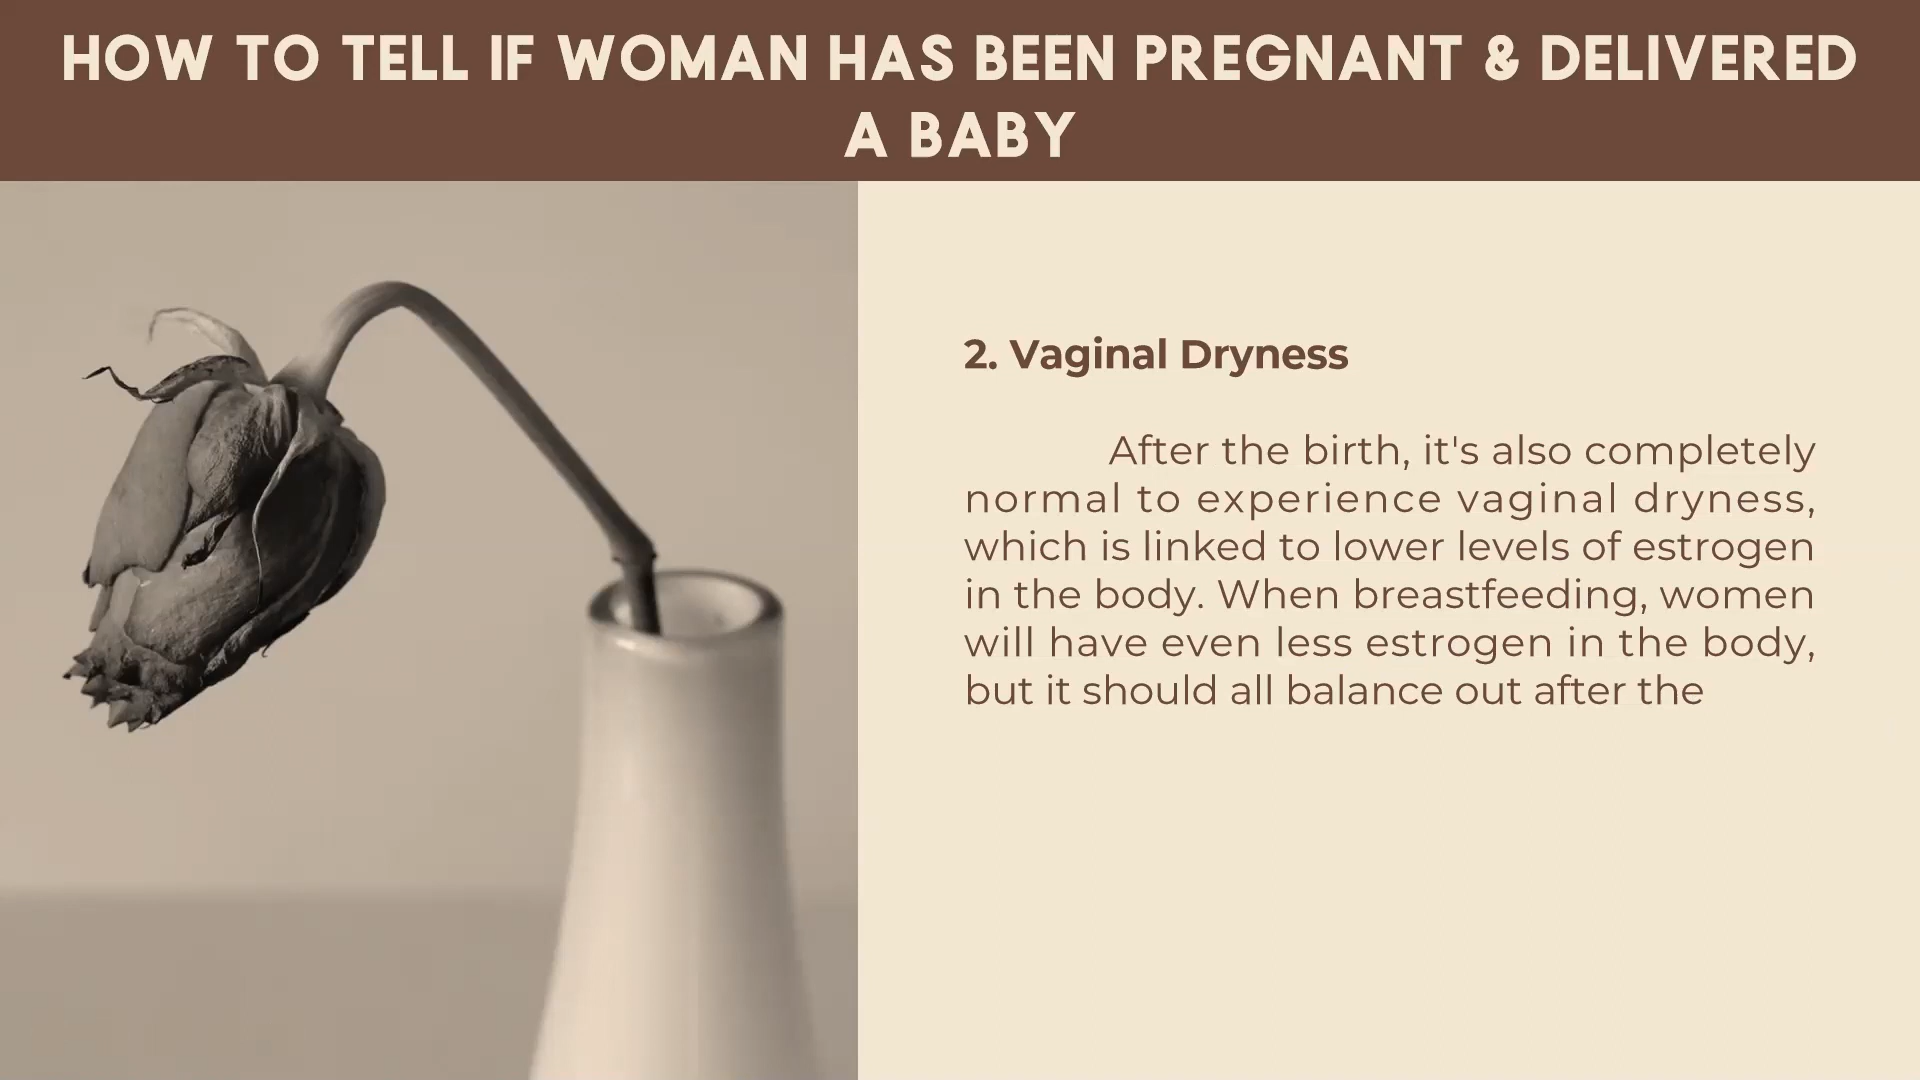 HOW TO TELL IF WOMAN HAS BEEN PREGNANT & DELIVERED
A BABY
2. Vaginal Dryness
After the birth, it's also completely
normal to experience vaginal dryness,
which is linked to lower levels of estrogen
in the body. When breastfeeding, women
will have even less estrogen in the body,
but it should all balance out after the